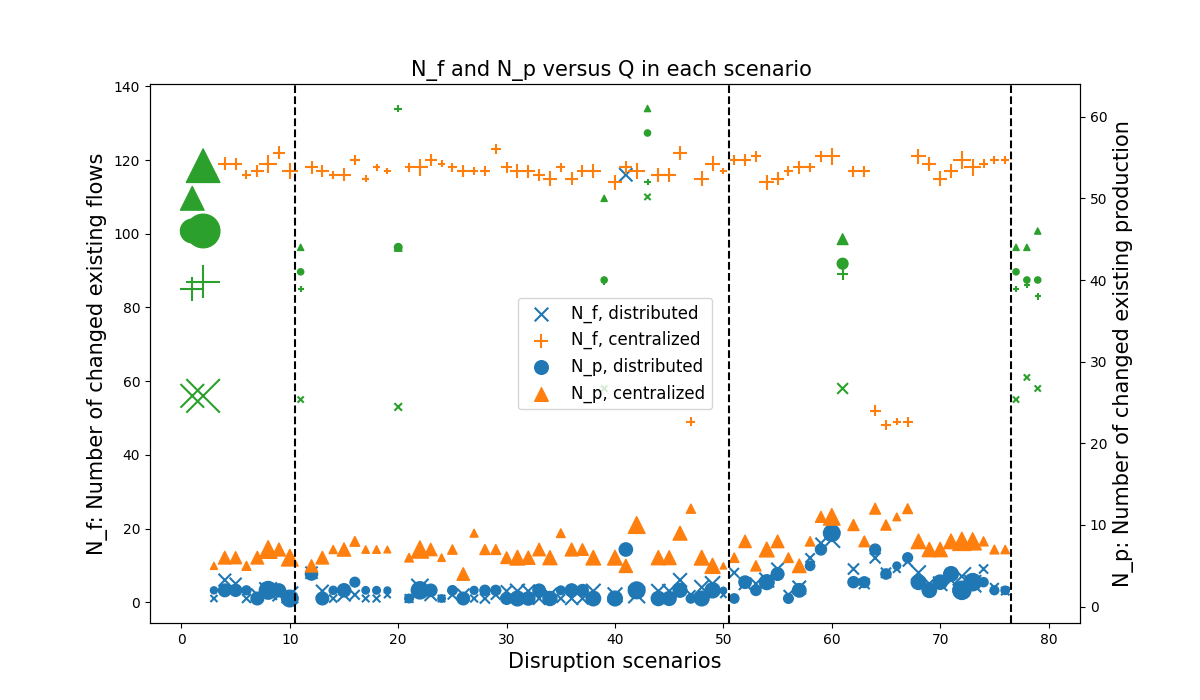 N_f and N_p versus Q in each scenario
N_f: Number of changed existing flows
140
120
100
80
60
40
20
0
60
50
40
30
20
10
0
N_p: Number of changed existing production
N_f, distributed
N_f, centralized
N_p, distributed
N_p, centralized
0 10 20 30 40 50 60 70 80
Disruption scenarios